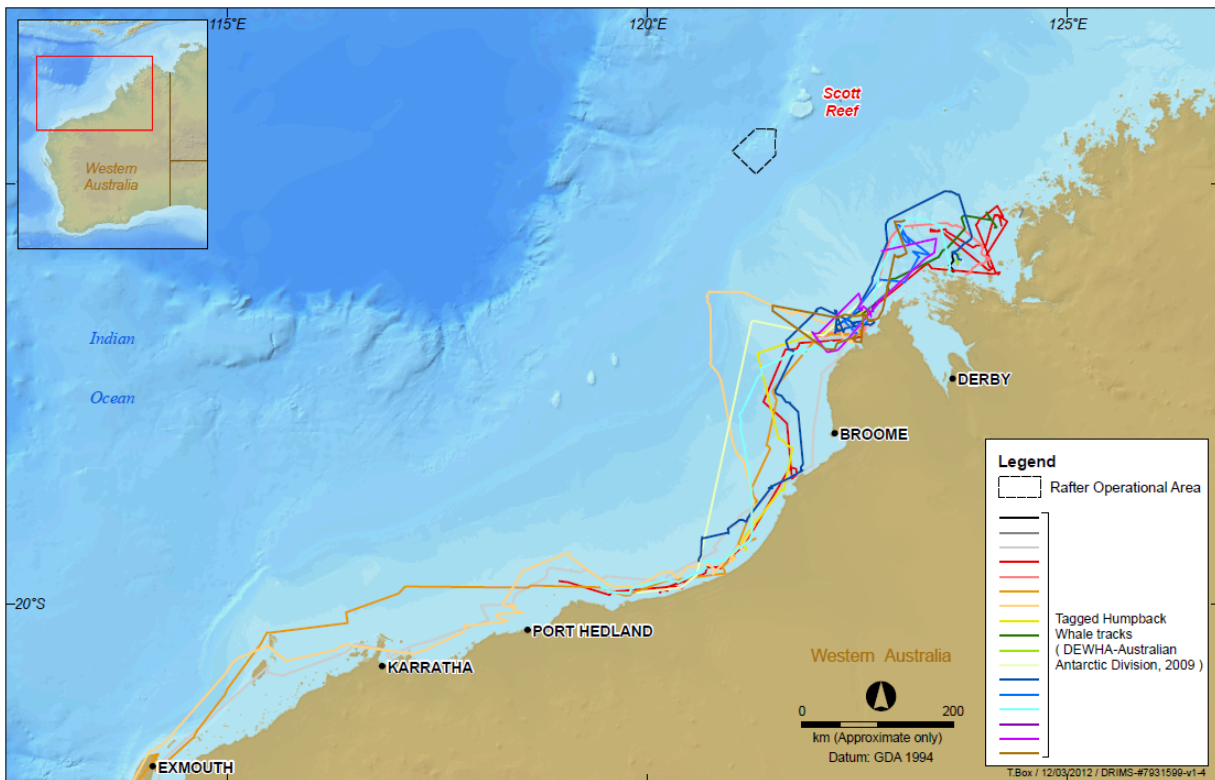 115°E
120°E
125°E
Western
Australia
Scott
Reef
Indian
Ocean
DERBY
BROOME
20°S
PORT HEDLAND
KARRATHA
EXMOUTH
Western Australia
0
200
km (Approximate only)
Datum: GDA 1994
Legend
Rafter Operational Area
Tagged Humpback
Whale tracks
( DEWHA-Australian
Antarctic Division, 2009 )
T.Box / 12/03/2012 / DRIMS-#7931599-v1-4